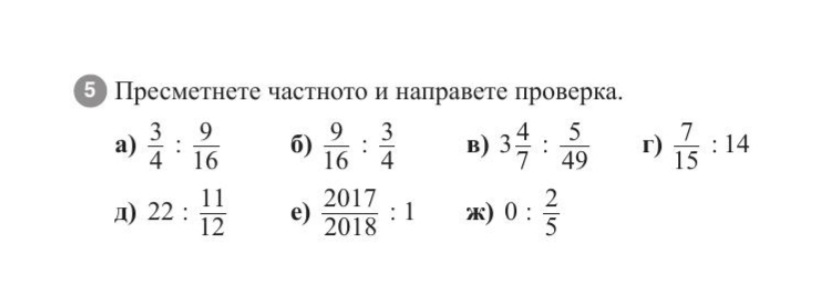 5 Пресметнете частното и направете проверка.
а) 3/4 : 9/16 б) 9/16 : 3/4 в) 3 4/7 : 5/49 г) 7/15 : 14
д) 22 : 11/12 е) 2017/2018 : 1 ж) 0 : 2/5